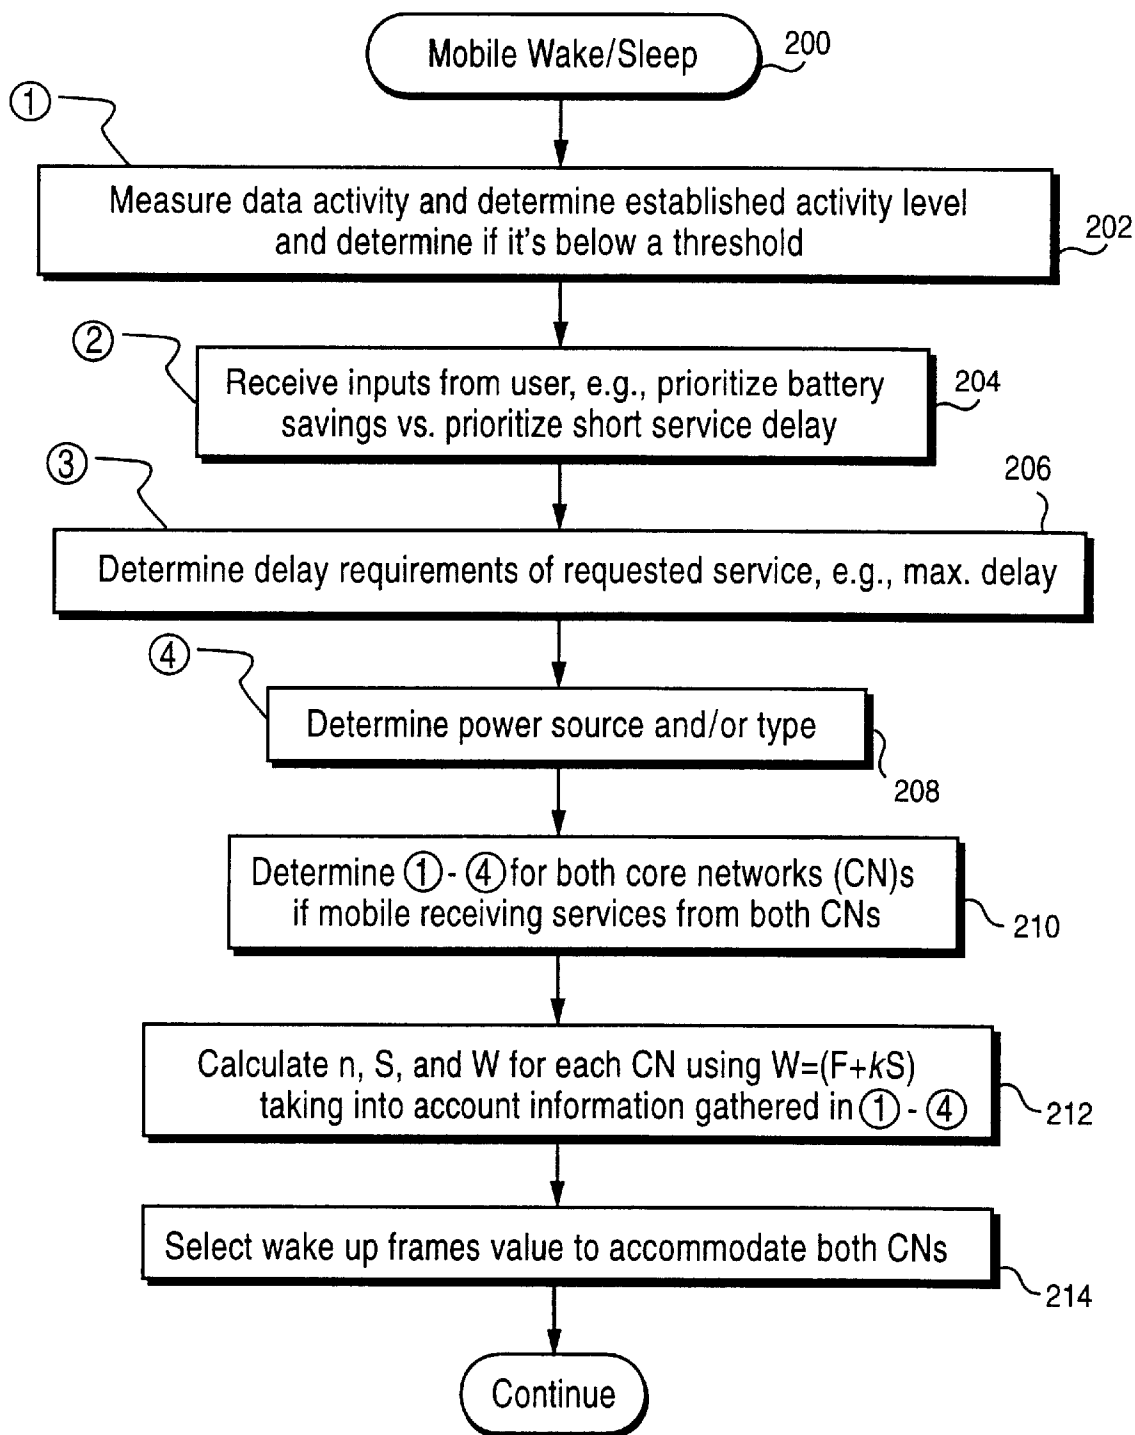 Mobile Wake/Sleep
200
①
Measure data activity and determine established activity level
and determine if it's below a threshold
202
②
Receive inputs from user, e.g., prioritize battery
savings vs. prioritize short service delay
204
③
206
Determine delay requirements of requested service, e.g., max. delay
④
Determine power source and/or type
208
Determine ①-④ for both core networks (CN)s
if mobile receiving services from both CNs
210
Calculate n, S, and W for each CN using W=(F+kS)
taking into account information gathered in ①-④
212
Select wake up frames value to accommodate both CNs
214
Continue